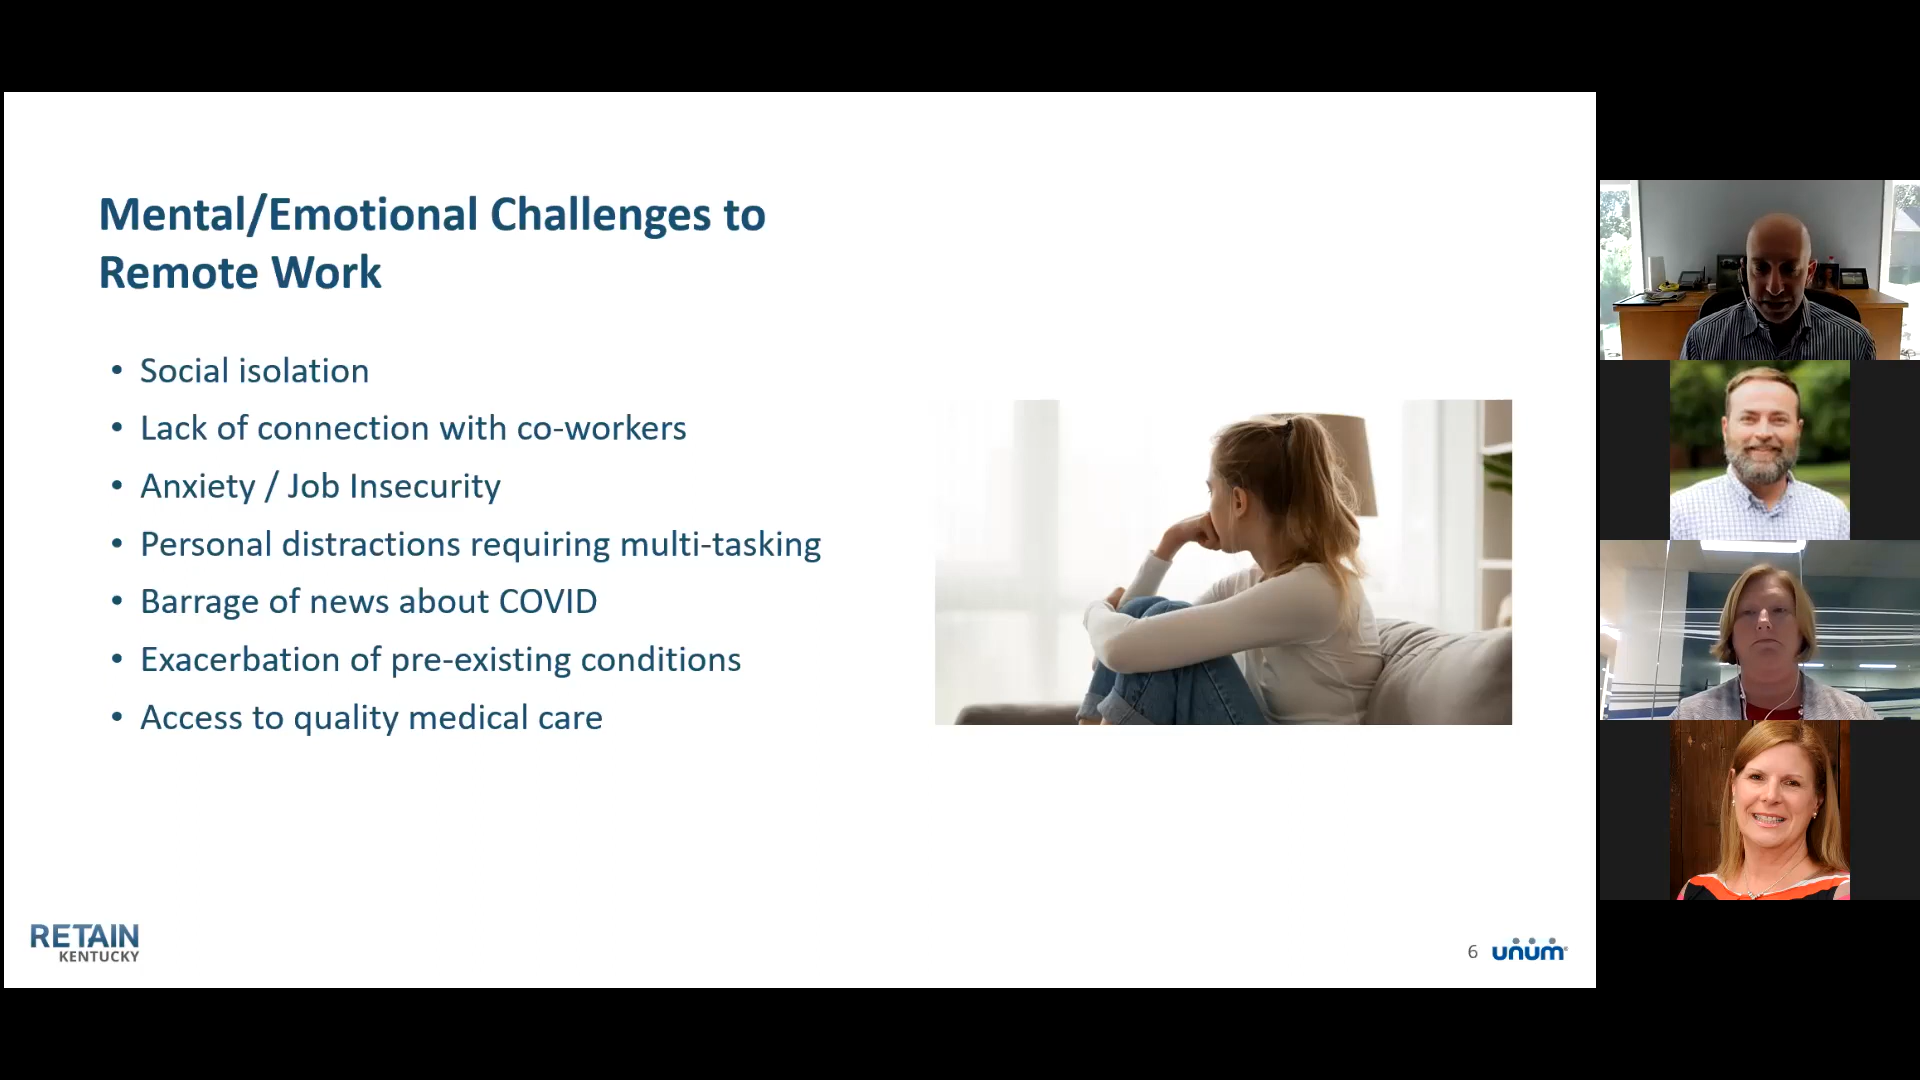 Mental/Emotional Challenges to
Remote Work
• Social isolation
• Lack of connection with co-workers
• Anxiety / Job Insecurity
• Personal distractions requiring multi-tasking
• Barrage of news about COVID
• Exacerbation of pre-existing conditions
• Access to quality medical care
RETAIN
KENTUCKY
6 unum